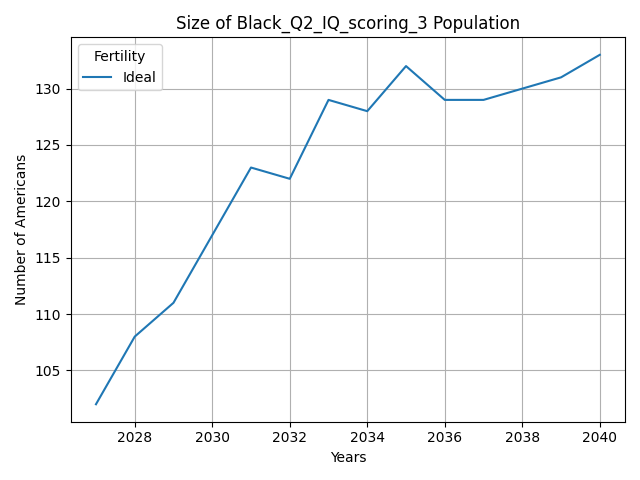 Size of Black_Q2_IQ_scoring_3 Population
Fertility
Ideal
Number of Americans
130
125
120
115
110
105
2028 2030 2032 2034 2036 2038 2040
Years